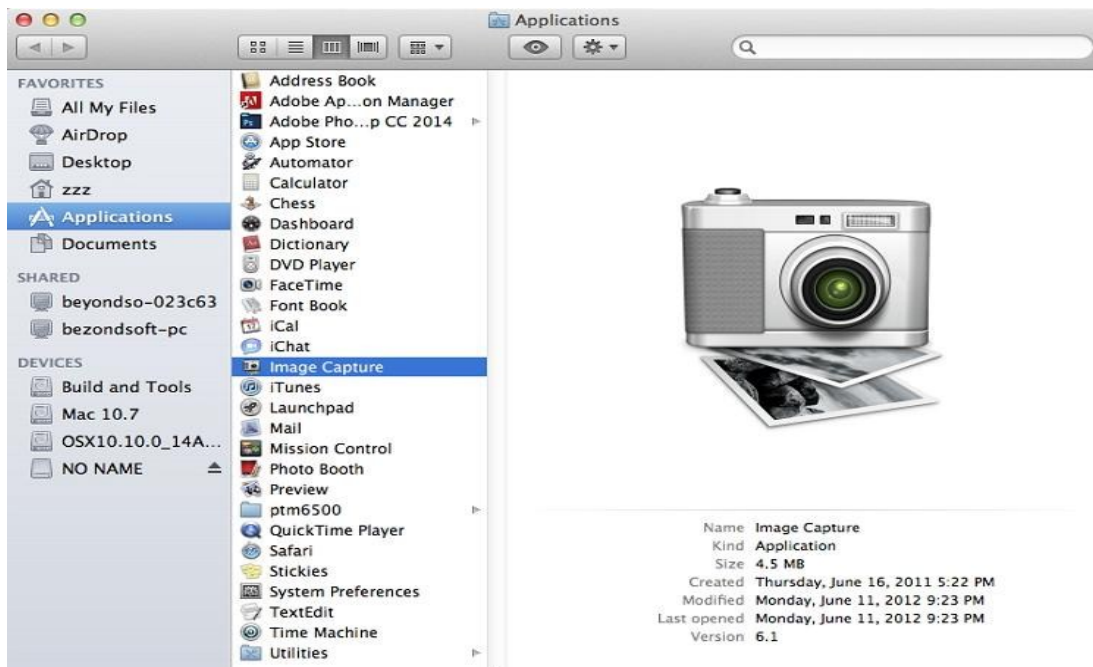 Applications
FAVORITES
All My Files
AirDrop
Desktop
zzz
Applications
Documents
SHARED
beyondso-023c63
bezondsoft-pc
DEVICES
Build and Tools
Mac 10.7
OSX10.10.0_14A...
NO NAME
Address Book
Adobe Ap...on Manager
Adobe Pho...p CC 2014
App Store
Automator
Calculator
Chess
Dashboard
Dictionary
DVD Player
FaceTime
Font Book
iCal
iChat
Image Capture
iTunes
Launchpad
Mail
Mission Control
Photo Booth
Preview
ptm6500
QuickTime Player
Safari
Stickies
System Preferences
TextEdit
Time Machine
Utilities
Name Image Capture
Kind Application
Size 4.5 MB
Created Thursday, June 16, 2011 5:22 PM
Modified Monday, June 11, 2012 9:23 PM
Last opened Monday, June 11, 2012 9:23 PM
Version 6.1